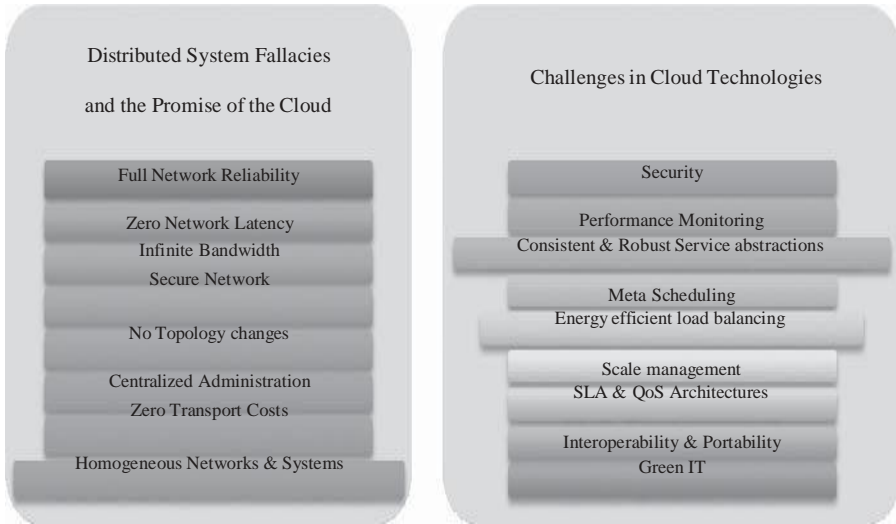 Distributed System Fallacies
and the Promise of the Cloud
Full Network Reliability
Zero Network Latency
Infinite Bandwidth
Secure Network
No Topology changes
Centralized Administration
Zero Transport Costs
Homogeneous Networks & Systems
Challenges in Cloud Technologies
Security
Performance Monitoring
Consistent & Robust Service abstractions
Meta Scheduling
Energy efficient load balancing
Scale management
SLA & QoS Architectures
Interoperability & Portability
Green IT